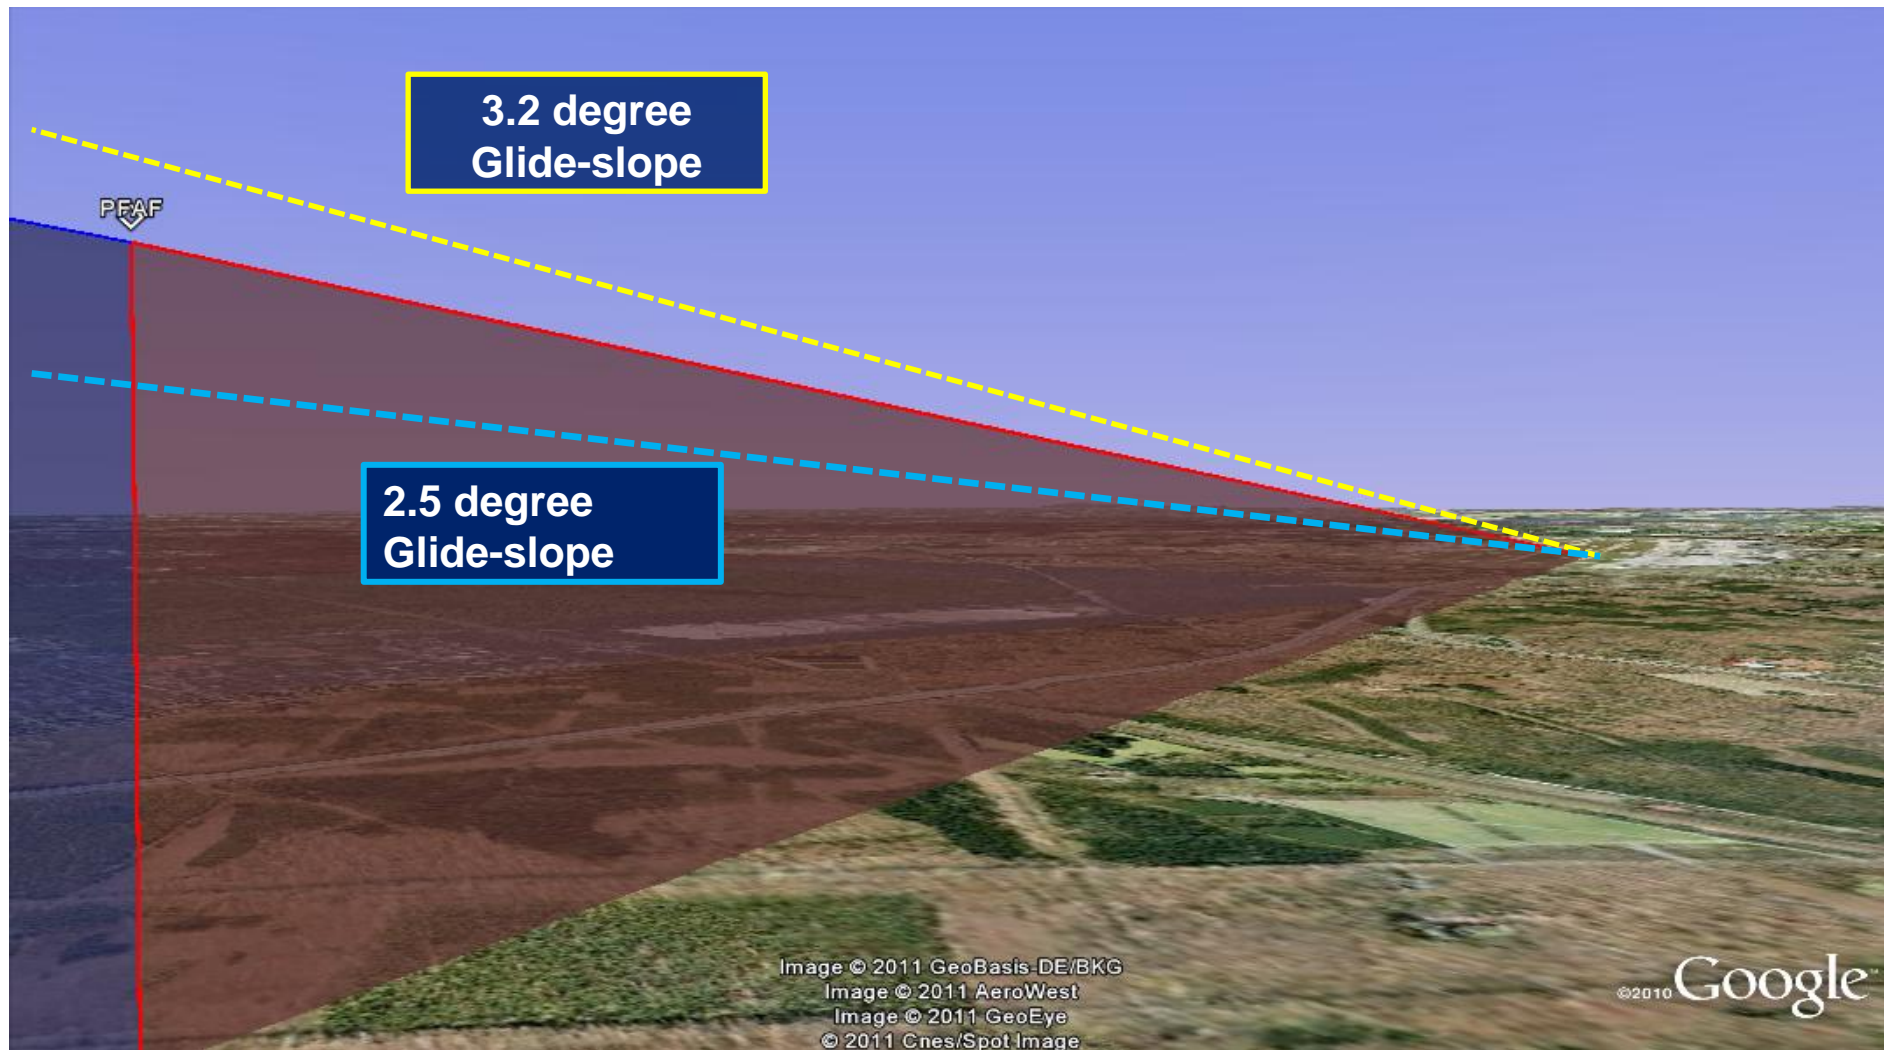 3.2 degree
Glide-slope
PFAF
2.5 degree
Glide-slope
Image © 2011 GeoBasis-DE/BKG
Image © 2011 AeroWest
Image © 2011 GeoEye
© 2011 Cnes/Spot Image
©2010 Google™